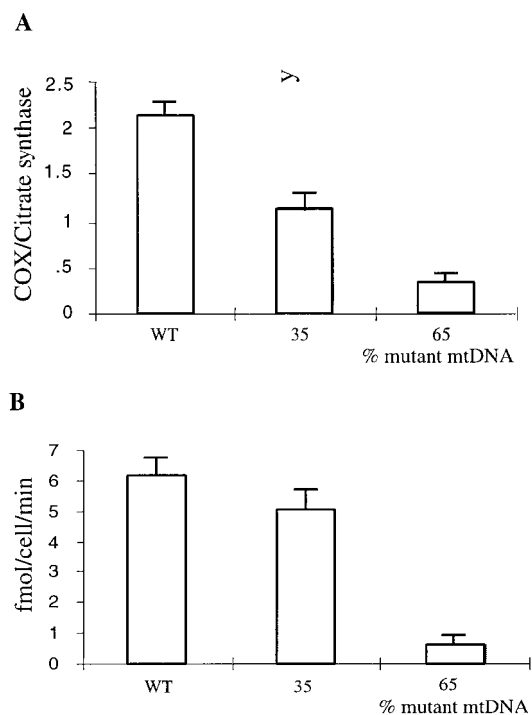 A
COX/Citrate synthase
2.5
2
1.5
1
.5
0
y
WT
35
65
% mutant mtDNA
B
fmol/cell/min
7
6
5
4
3
2
1
0
WT
35
65
% mutant mtDNA